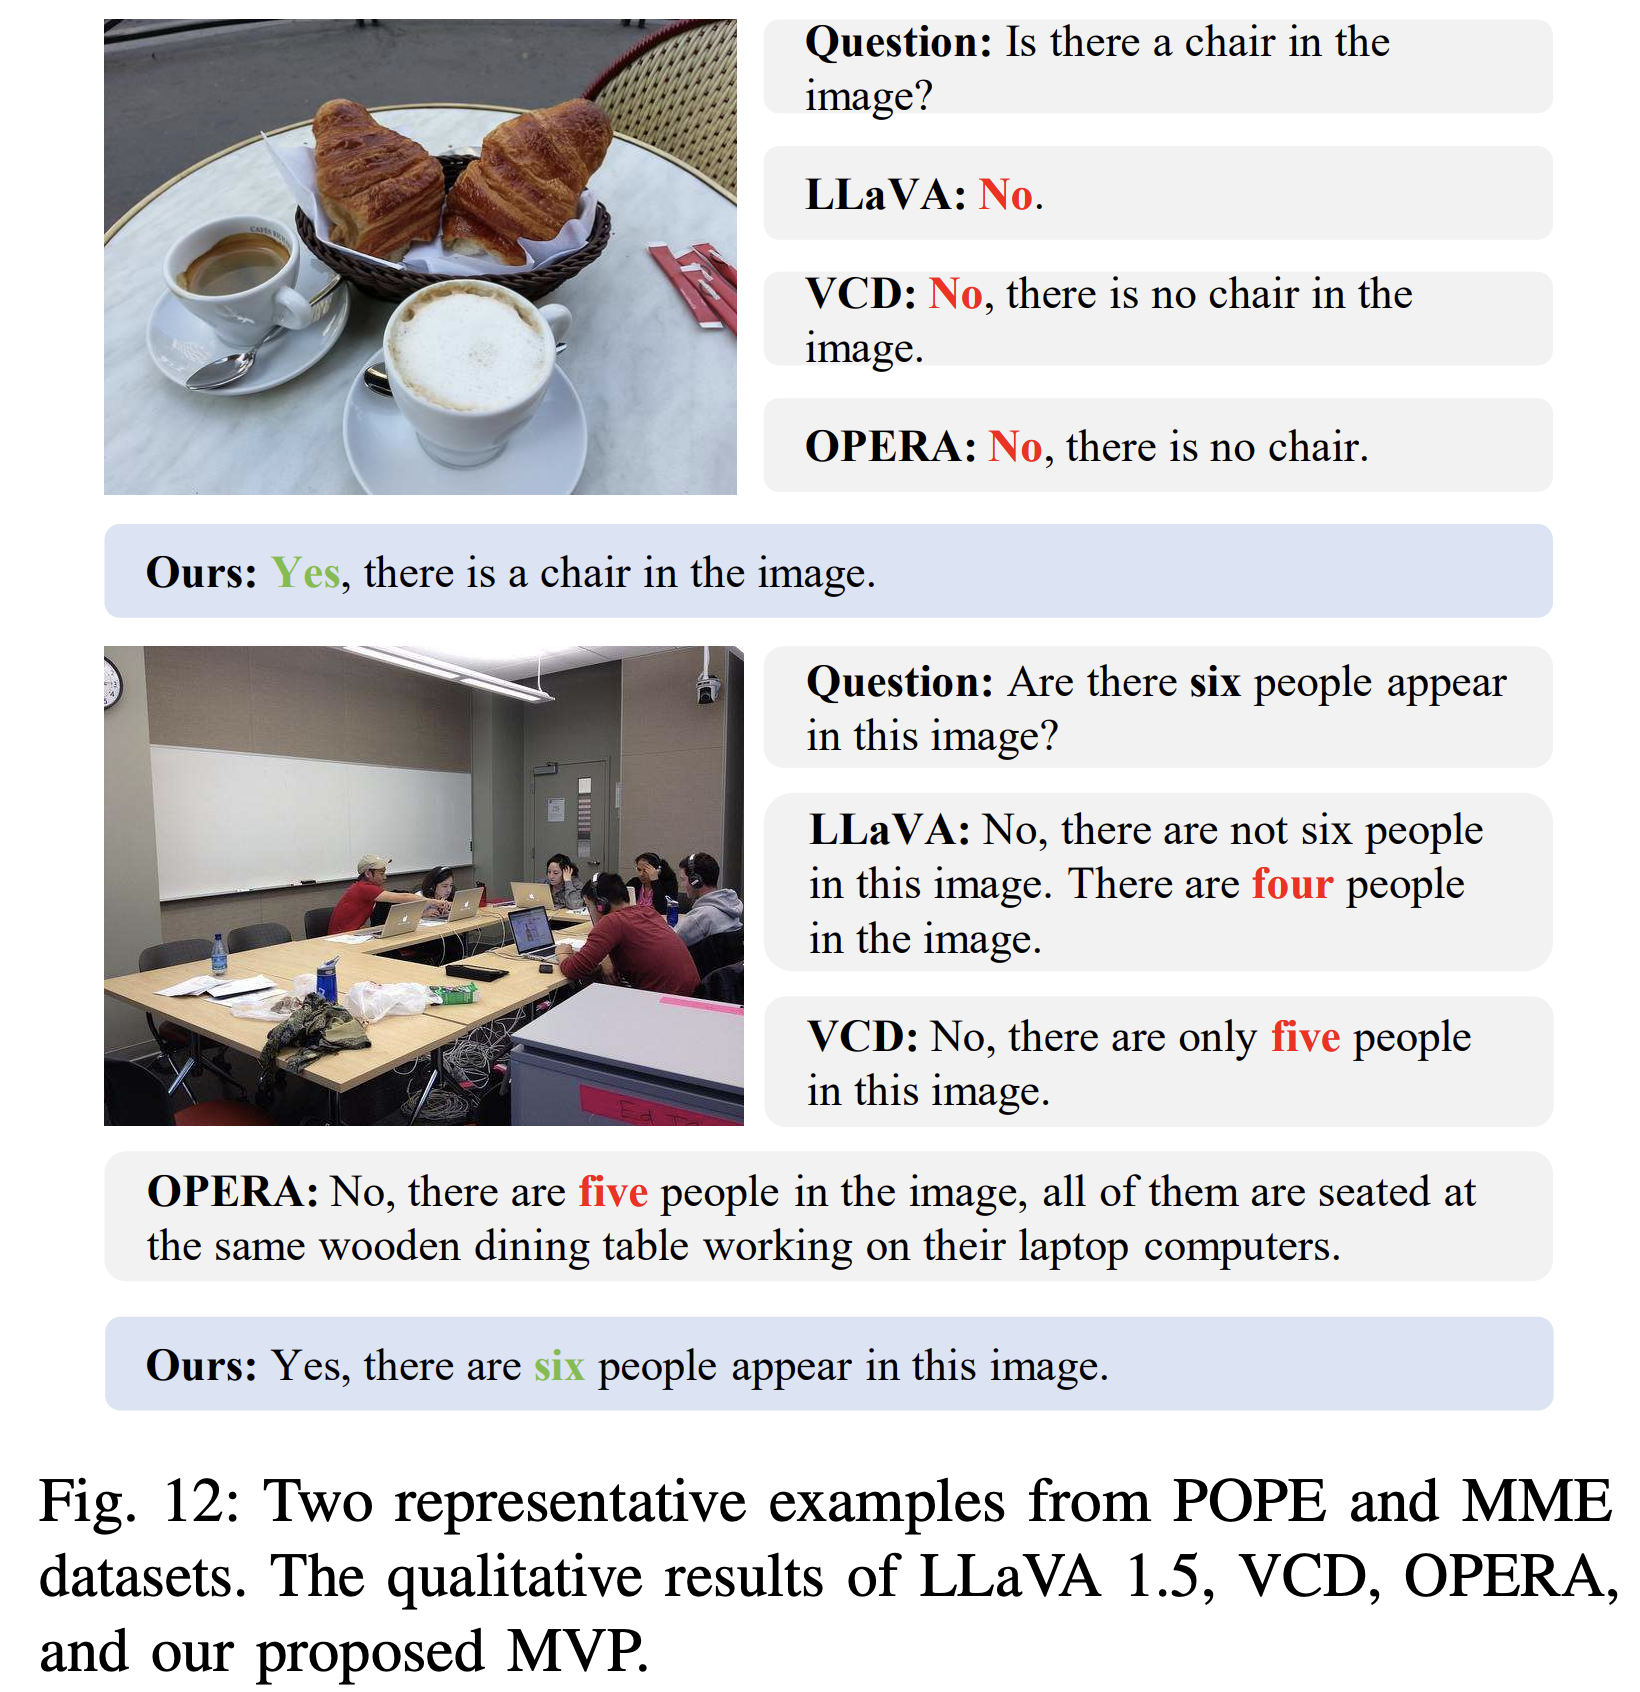 Question: Is there a chair in the
image?
LLaVA: No.
VCD: No, there is no chair in the
image.
OPERA: No, there is no chair.
Ours: Yes, there is a chair in the image.
Question: Are there six people appear
in this image?
LLaVA: No, there are not six people
in this image. There are four people
in the image.
VCD: No, there are only five people
in this image.
OPERA: No, there are five people in the image, all of them are seated at
the same wooden dining table working on their laptop computers.
Ours: Yes, there are six people appear in this image.
Fig. 12: Two representative examples from POPE and MME
datasets. The qualitative results of LLaVA 1.5, VCD, OPERA,
and our proposed MVP.